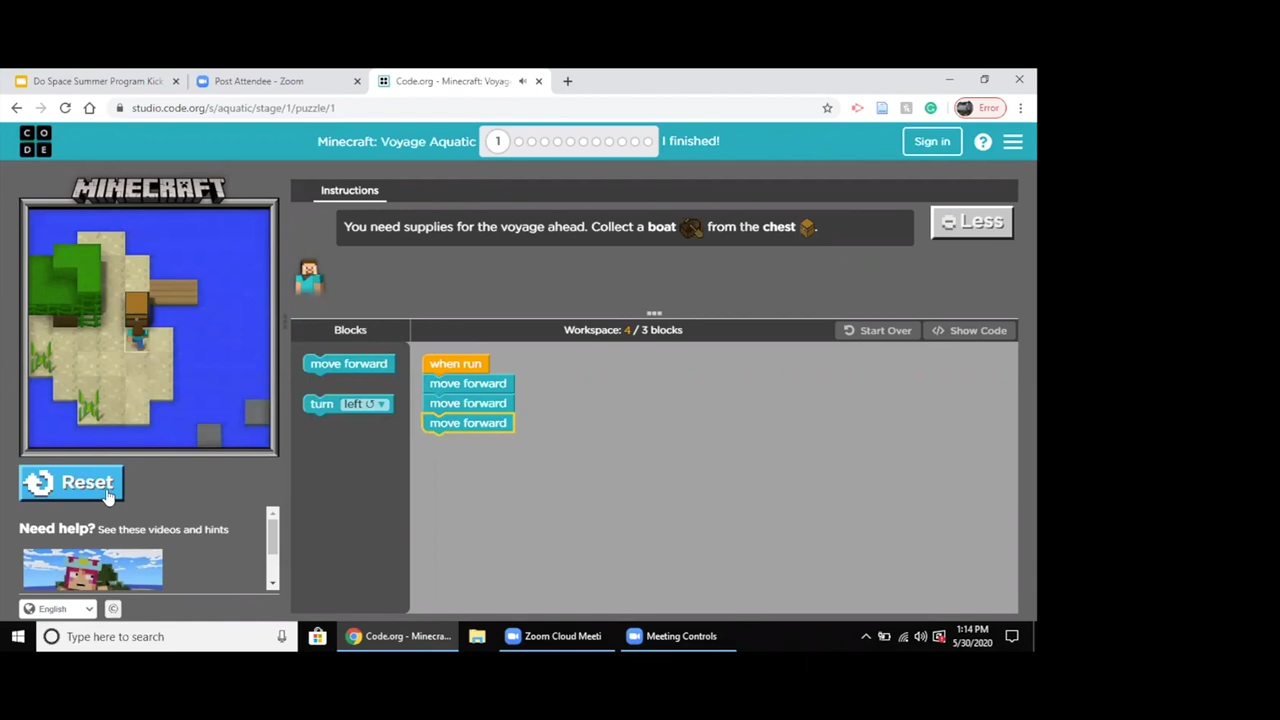 Do Space Summer Program Kick
Post Attendee - Zoom
Code.org - Minecraft: Voyag
studio.code.org/s/aquatic/stage/1/puzzle/1
Error
CO
DE
Minecraft: Voyage Aquatic
1
I finished!
Sign in
?
MINECRAFT
Instructions
You need supplies for the voyage ahead. Collect a boat from the chest .
Less
Blocks
Workspace: 4 / 3 blocks
Start Over
</> Show Code
move forward
turn left
when run
move forward
move forward
move forward
Reset
Need help? See these videos and hints
English
©
Type here to search
Code.org - Minecra...
Zoom Cloud Meeti
Meeting Controls
1:14 PM
5/30/2020